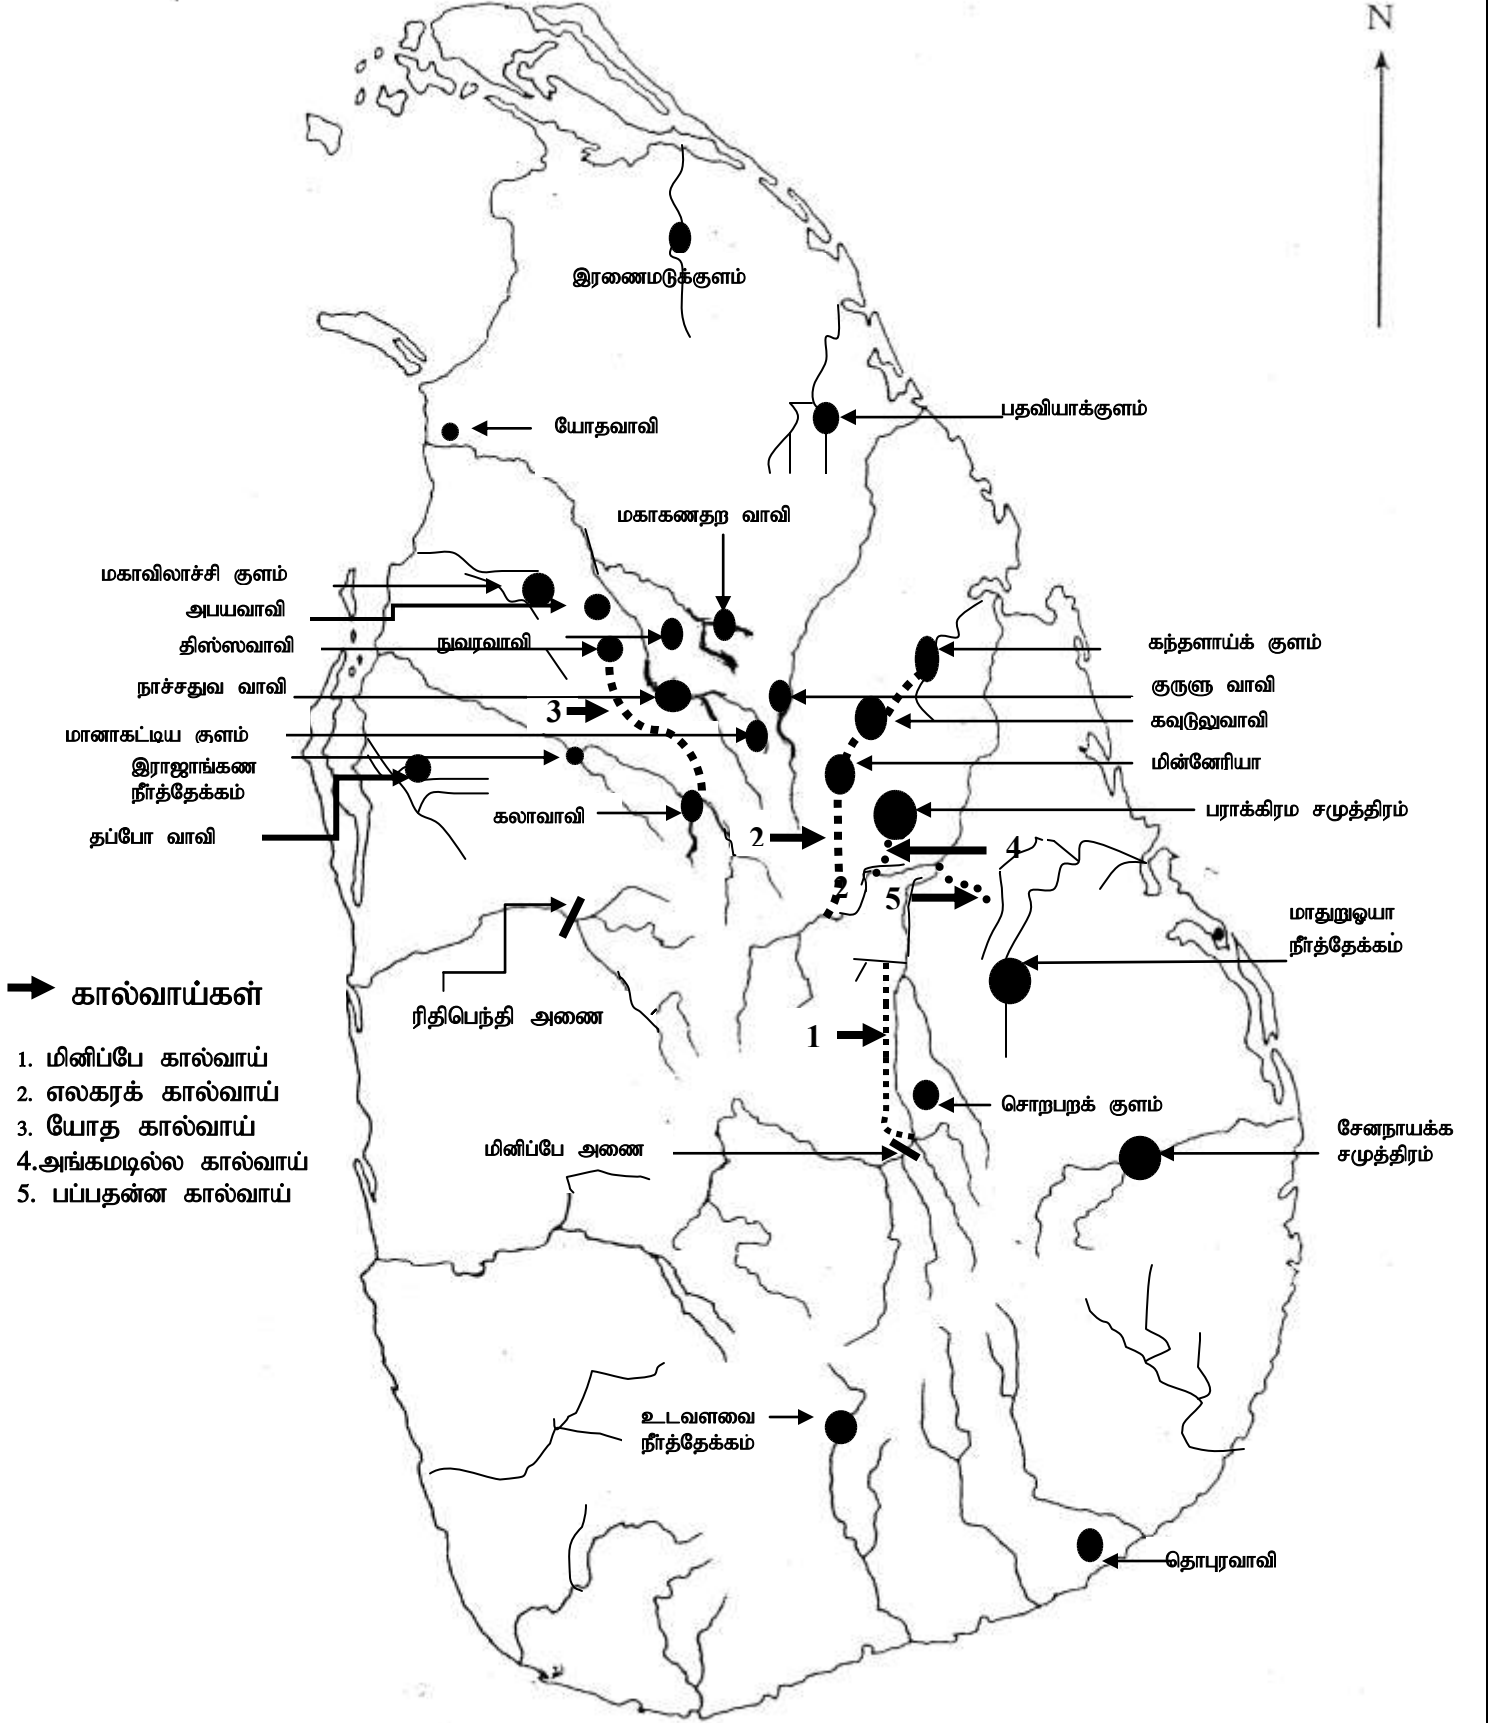 N
இரணைமடுக்குளம்
பதவியாக்குளம்
யோதவாவி
மகாகணதற வாவி
மகாவிலாச்சி குளம்
அபயவாவி
திஸ்ஸவாவி
நுவரவாவி
கந்தளாய்க் குளம்
நாச்சதுவ வாவி
குருளு வாவி
3
கவுடுலுவாவி
மானாகட்டிய குளம்
இராஜாங்கண
நீர்த்தேக்கம்
மின்னேரியா
கலாவாவி
பராக்கிரம சமுத்திரம்
தப்போ வாவி
2
4
2
5
மாதுறுஓயா
நீர்த்தேக்கம்
கால்வாய்கள்
ரிதிபெந்தி அணை
1
1. மினிப்பே கால்வாய்
2. எலகரக் கால்வாய்
3. யோத கால்வாய்
4.அங்கமடில்ல கால்வாய்
5. பப்பதன்ன கால்வாய்
சொறபறக் குளம்
மினிப்பே அணை
சேனநாயக்க
சமுத்திரம்
உடவளவை
நீர்த்தேக்கம்
தொபுரவாவி